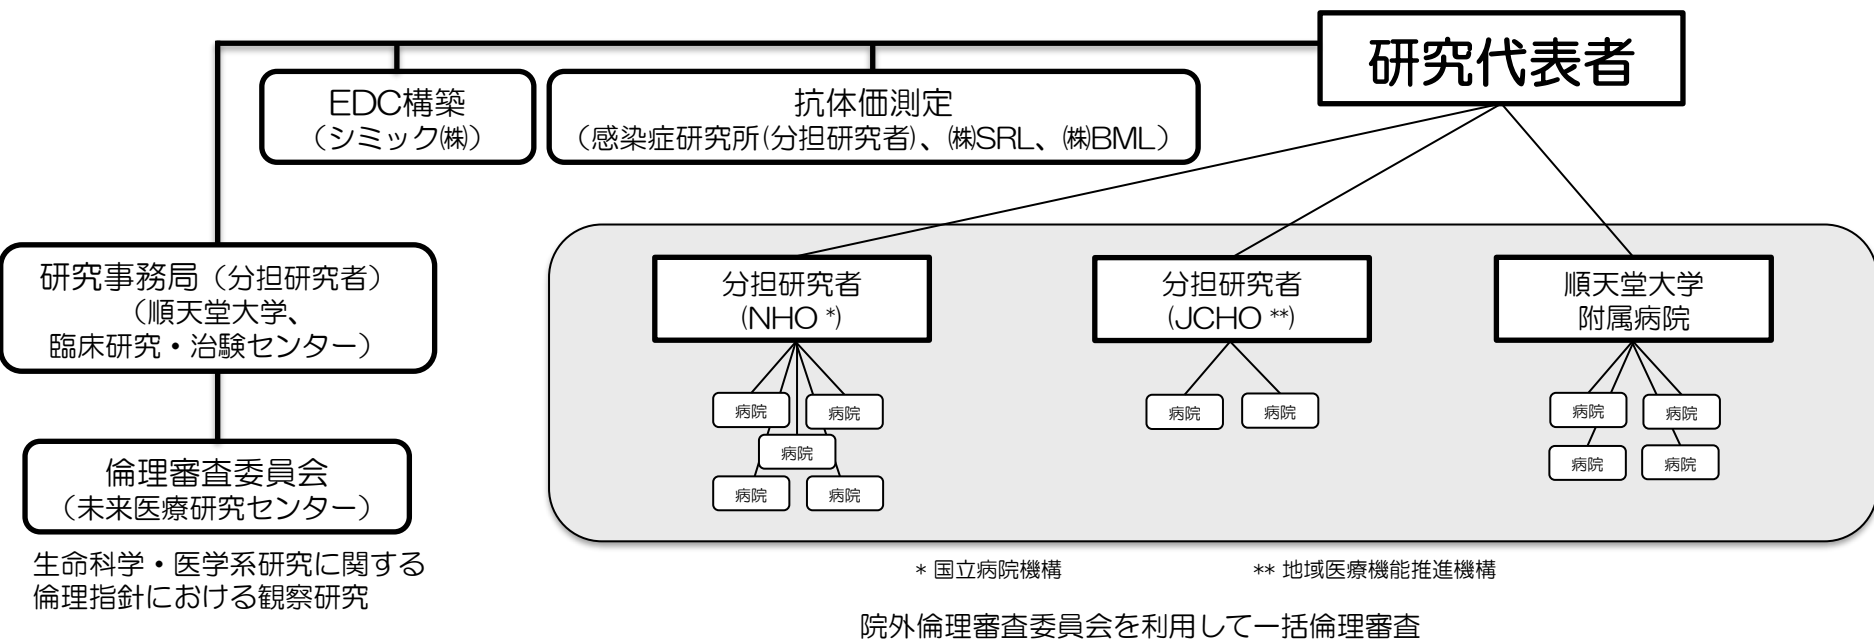 研究代表者
EDC構築
（シミック㈱）
抗体価測定
（感染症研究所(分担研究者)、㈱SRL、㈱BML）
研究事務局（分担研究者）
（順天堂大学、
臨床研究・治験センター）
倫理審査委員会
（未来医療研究センター）
生命科学・医学系研究に関する
倫理指針における観察研究
分担研究者
(NHO *)
病院
病院
病院
病院
病院
分担研究者
(JCHO **)
病院
病院
順天堂大学
附属病院
病院
病院
病院
病院
* 国立病院機構
** 地域医療機能推進機構
院外倫理審査委員会を利用して一括倫理審査